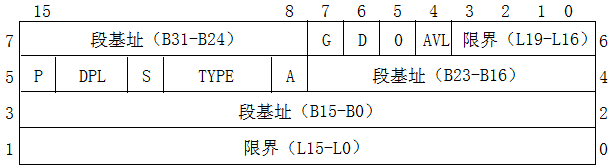 15 8 7 6 5 4 3 2 1 0
7 段基址（B31-B24） G D 0 AVL 限界（L19-L16） 6
5 P DPL S TYPE A 段基址（B23-B16） 4
3 段基址（B15-B0） 2
1 限界（L15-L0） 0